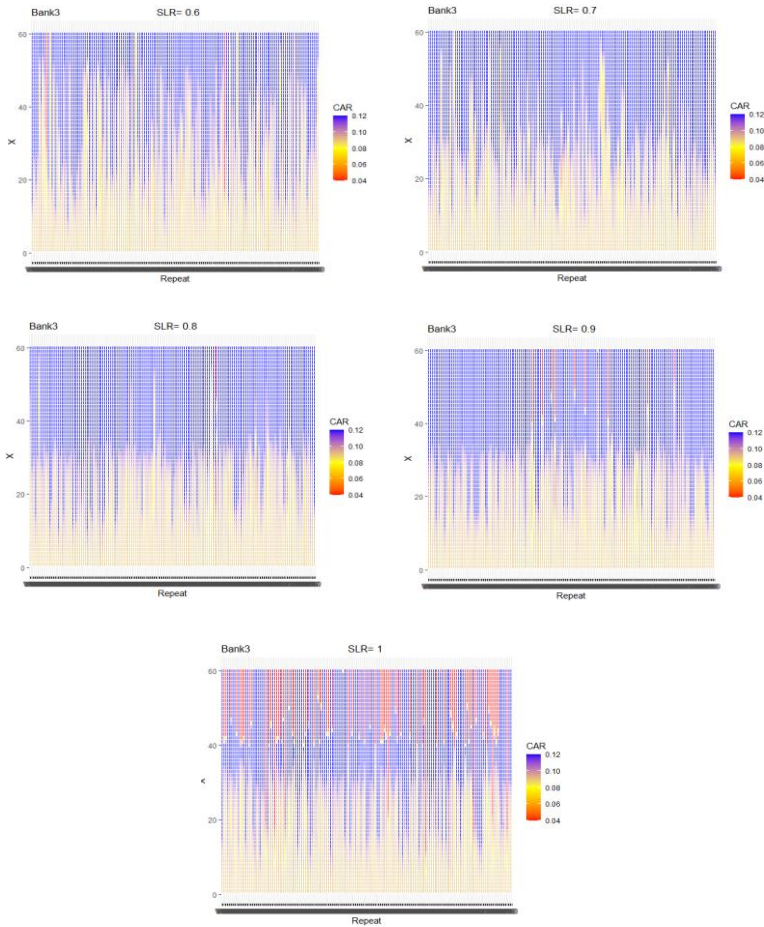 Bank3 SLR= 0.6
60
40
20
0
X
Repeat
CAR
0.12
0.10
0.08
0.06
0.04
Bank3 SLR= 0.7
60
40
20
0
X
Repeat
CAR
0.12
0.10
0.08
0.06
0.04
Bank3 SLR= 0.8
60
40
20
0
X
Repeat
CAR
0.12
0.10
0.08
0.06
0.04
Bank3 SLR= 0.9
60
40
20
0
X
Repeat
CAR
0.12
0.10
0.08
0.06
0.04
Bank3 SLR= 1
60
40
20
0
Repeat
CAR
0.12
0.10
0.08
0.06
0.04